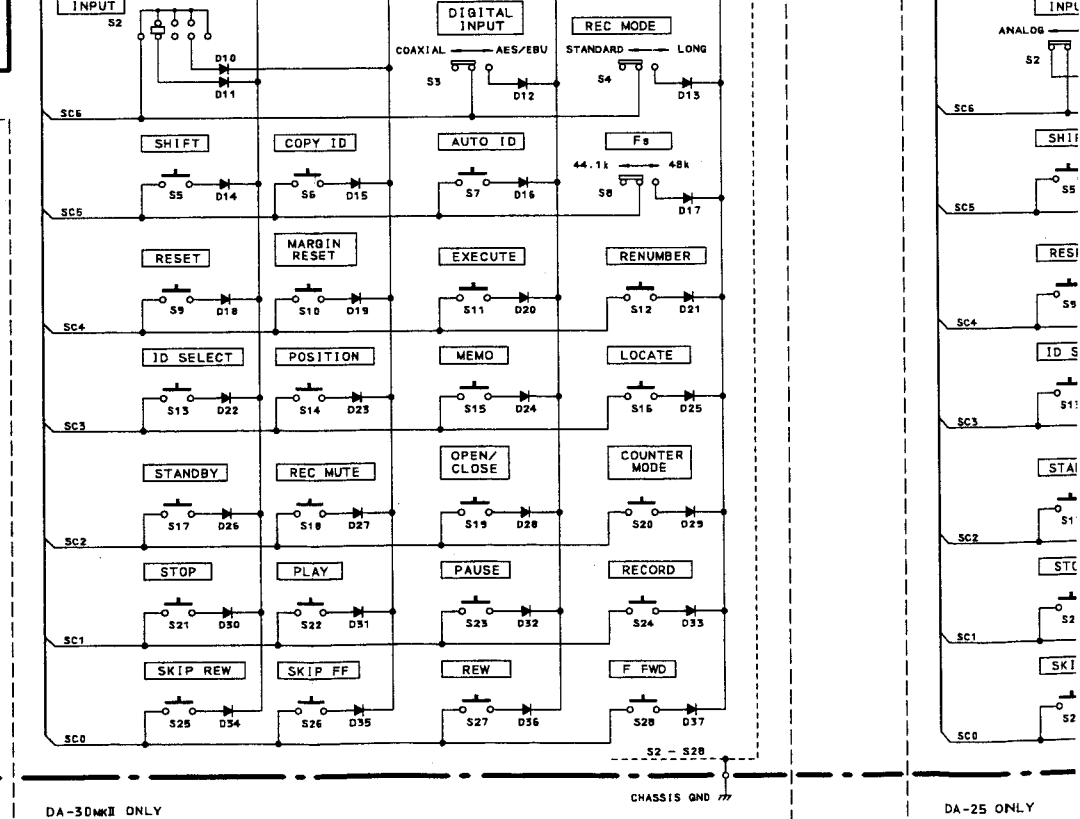 INPUT
S2
DIGITAL
INPUT
REC MODE
COAXIAL AES/EBU
STANDARD LONG
S3
S4
D10
D11
D12
D13
SC6
SHIFT
COPY ID
AUTO ID
Fs
44.1k 48k
S5 D14
S6 D15
S7 D16
S8
D17
SC5
RESET
MARGIN
RESET
EXECUTE
RENUMBER
S9 D18
S10 D19
S11 D20
S12 D21
SC4
ID SELECT
POSITION
MEMO
LOCATE
S13 D22
S14 D23
S15 D24
S16 D25
SC3
STANDBY
REC MUTE
OPEN/
CLOSE
COUNTER
MODE
S17 D26
S18 D27
S19 D28
S20 D29
SC2
STOP
PLAY
PAUSE
RECORD
S21 D30
S22 D31
S23 D32
S24 D33
SC1
SKIP REW
SKIP FF
REW
F FWD
S25 D34
S26 D35
S27 D36
S28 D37
SC0
S2 - S28
CHASSIS GND
DA-30MKII ONLY
ANALOG
S2
SC6
S5
SC5
SC4
SC3
SC2
SC1
SC0
DA-25 ONLY